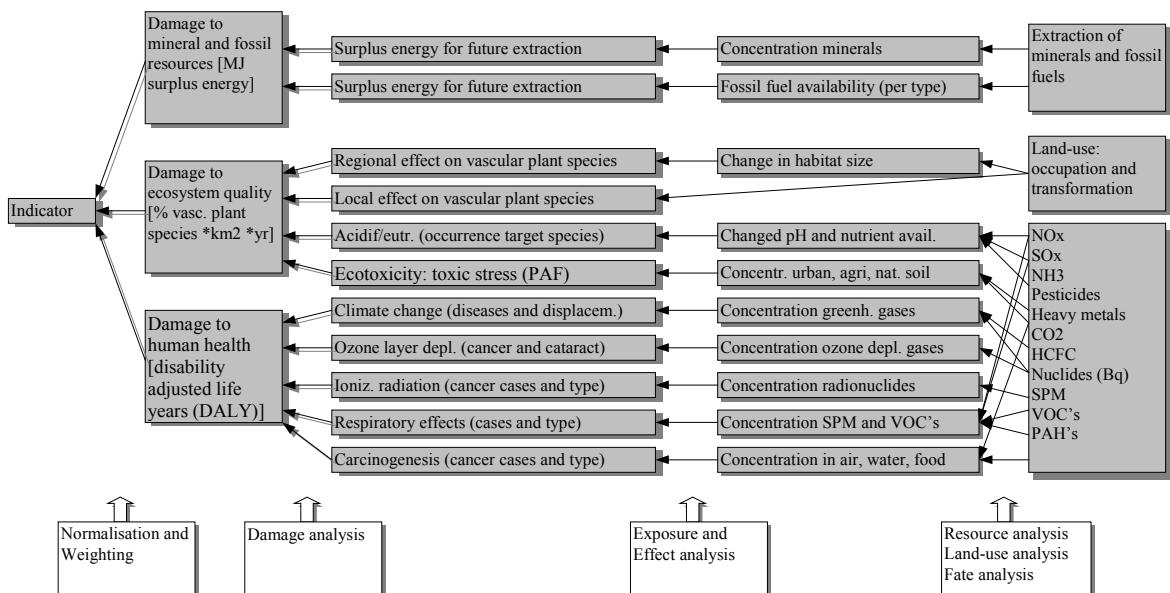 Damage to
mineral and fossil
resources [MJ
surplus energy]
Surplus energy for future extraction
Concentration minerals
Extraction of
minerals and fossil
fuels
Surplus energy for future extraction
Fossil fuel availability (per type)
Indicator
Damage to
ecosystem quality
[% vasc. plant
species *km2 *yr]
Regional effect on vascular plant species
Change in habitat size
Land-use:
occupation and
transformation
Local effect on vascular plant species
Acidif/eutr. (occurrence target species)
Changed pH and nutrient avail.
Ecotoxicity: toxic stress (PAF)
Concentr. urban, agri, nat. soil
NOx
SOx
NH3
Pesticides
Heavy metals
CO2
HCFC
Nuclides (Bq)
SPM
VOC's
PAH's
Damage to
human health
[disability
adjusted life
years (DALY)]
Climate change (diseases and displacem.)
Concentration greenh. gases
Ozone layer depl. (cancer and cataract)
Concentration ozone depl. gases
Ioniz. radiation (cancer cases and type)
Concentration radionuclides
Respiratory effects (cases and type)
Concentration SPM and VOC's
Carcinogenesis (cancer cases and type)
Concentration in air, water, food
Normalisation and
Weighting
Damage analysis
Exposure and
Effect analysis
Resource analysis
Land-use analysis
Fate analysis